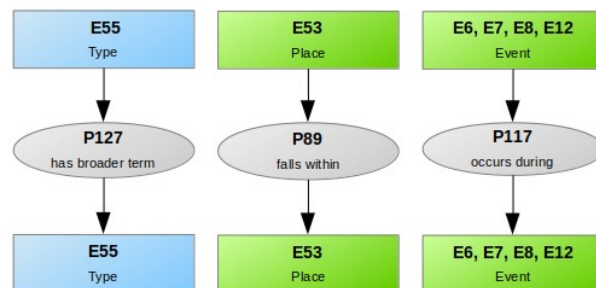 E55
Type
E53
Place
E6, E7, E8, E12
Event
P127
has broader term
P89
falls within
P117
occurs during
E55
Type
E53
Place
E6, E7, E8, E12
Event